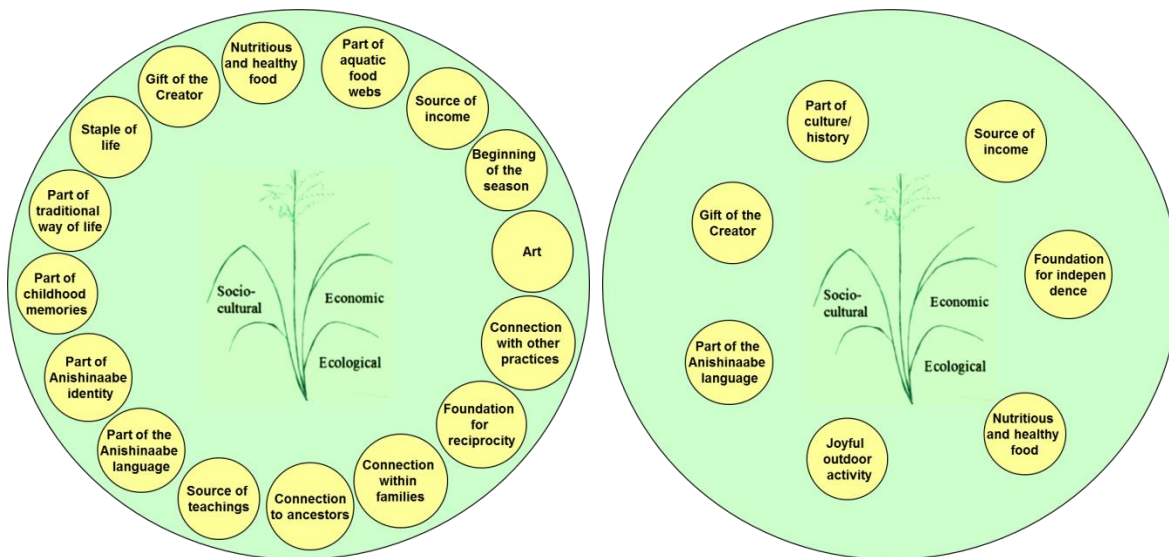 Nutritious
and healthy
food
Part of
aquatic
food
webs
Source of
income
Beginning
of the
season
Art
Connection
with other
practices
Foundation
for
reciprocity
Connection
within
families
Connection
to ancestors
Source of
teachings
Part of the
Anishinaabe
language
Part of
Anishinaabe
identity
Part of
childhood
memories
Part of
traditional
way of life
Staple of
life
Gift of the
Creator
Socio-
cultural
Economic
Ecological
Part of
culture/
history
Source of
income
Foundation
for indepen
dence
Nutritious
and healthy
food
Joyful
outdoor
activity
Part of the
Anishinaabe
language
Gift of the
Creator
Socio-
cultural
Economic
Ecological